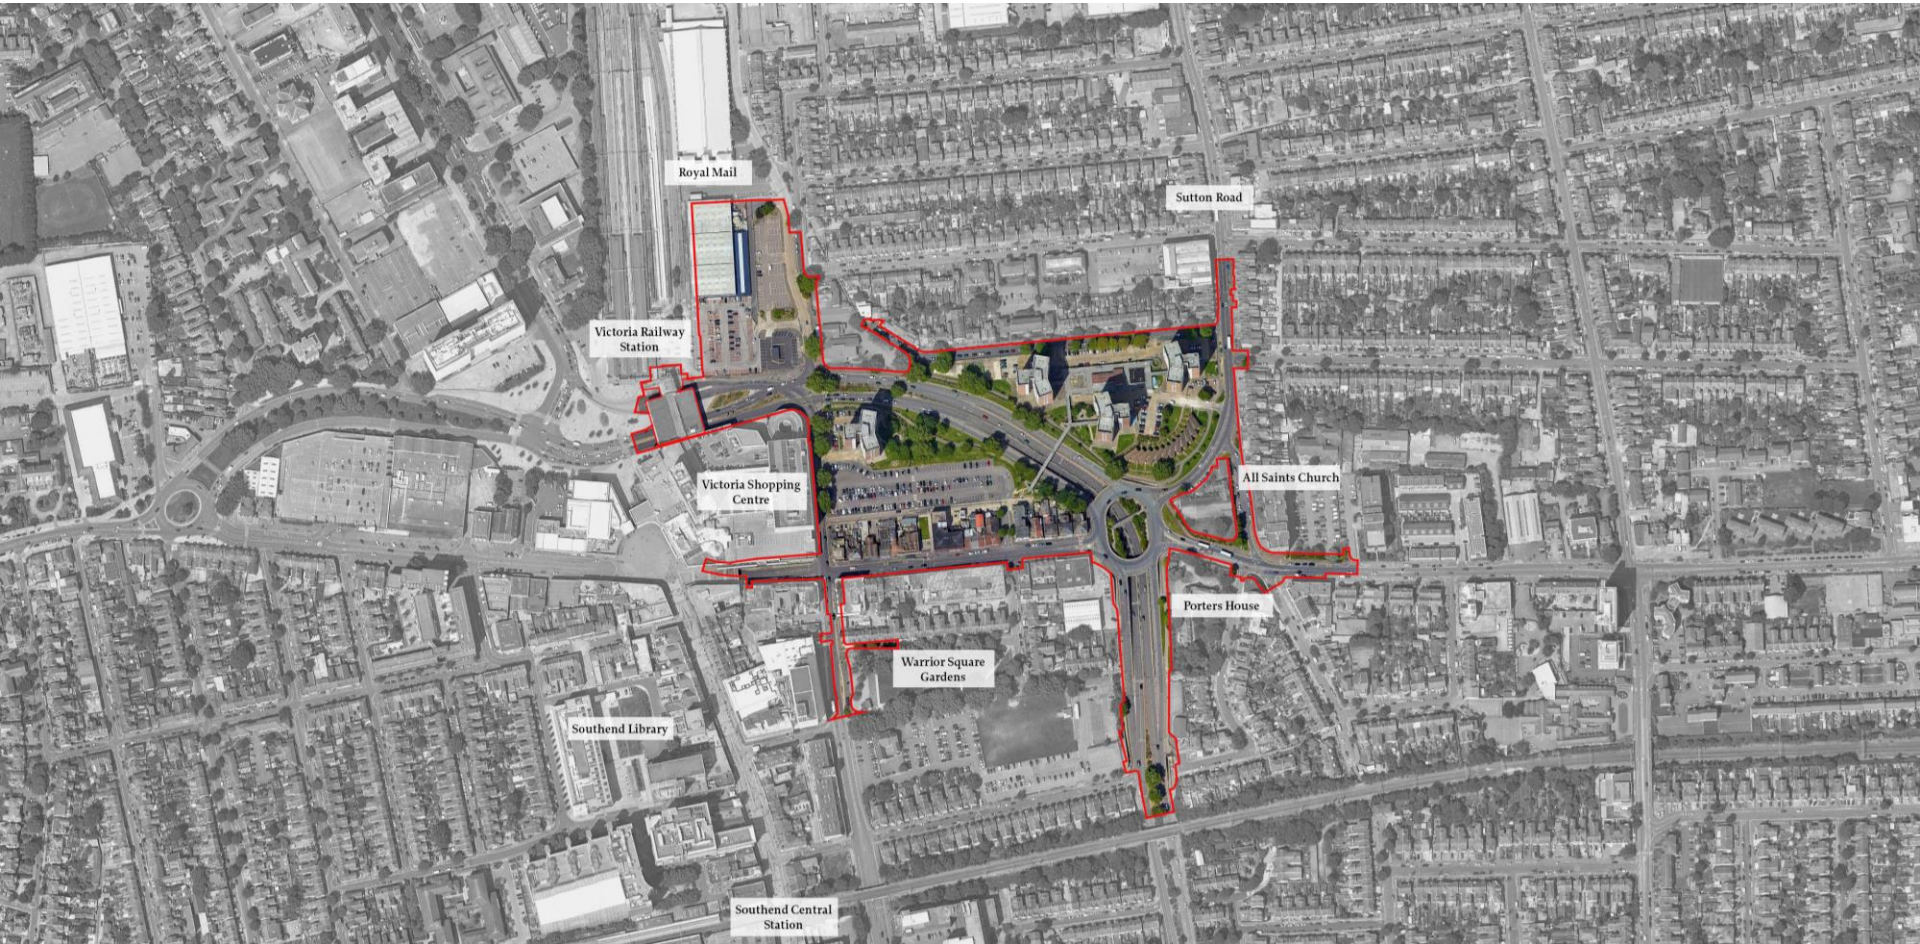 Royal Mail
Sutton Road
Victoria Railway
Station
All Saints Church
Victoria Shopping
Centre
Porters House
Warrior Square
Gardens
Southend Library
Southend Central
Station